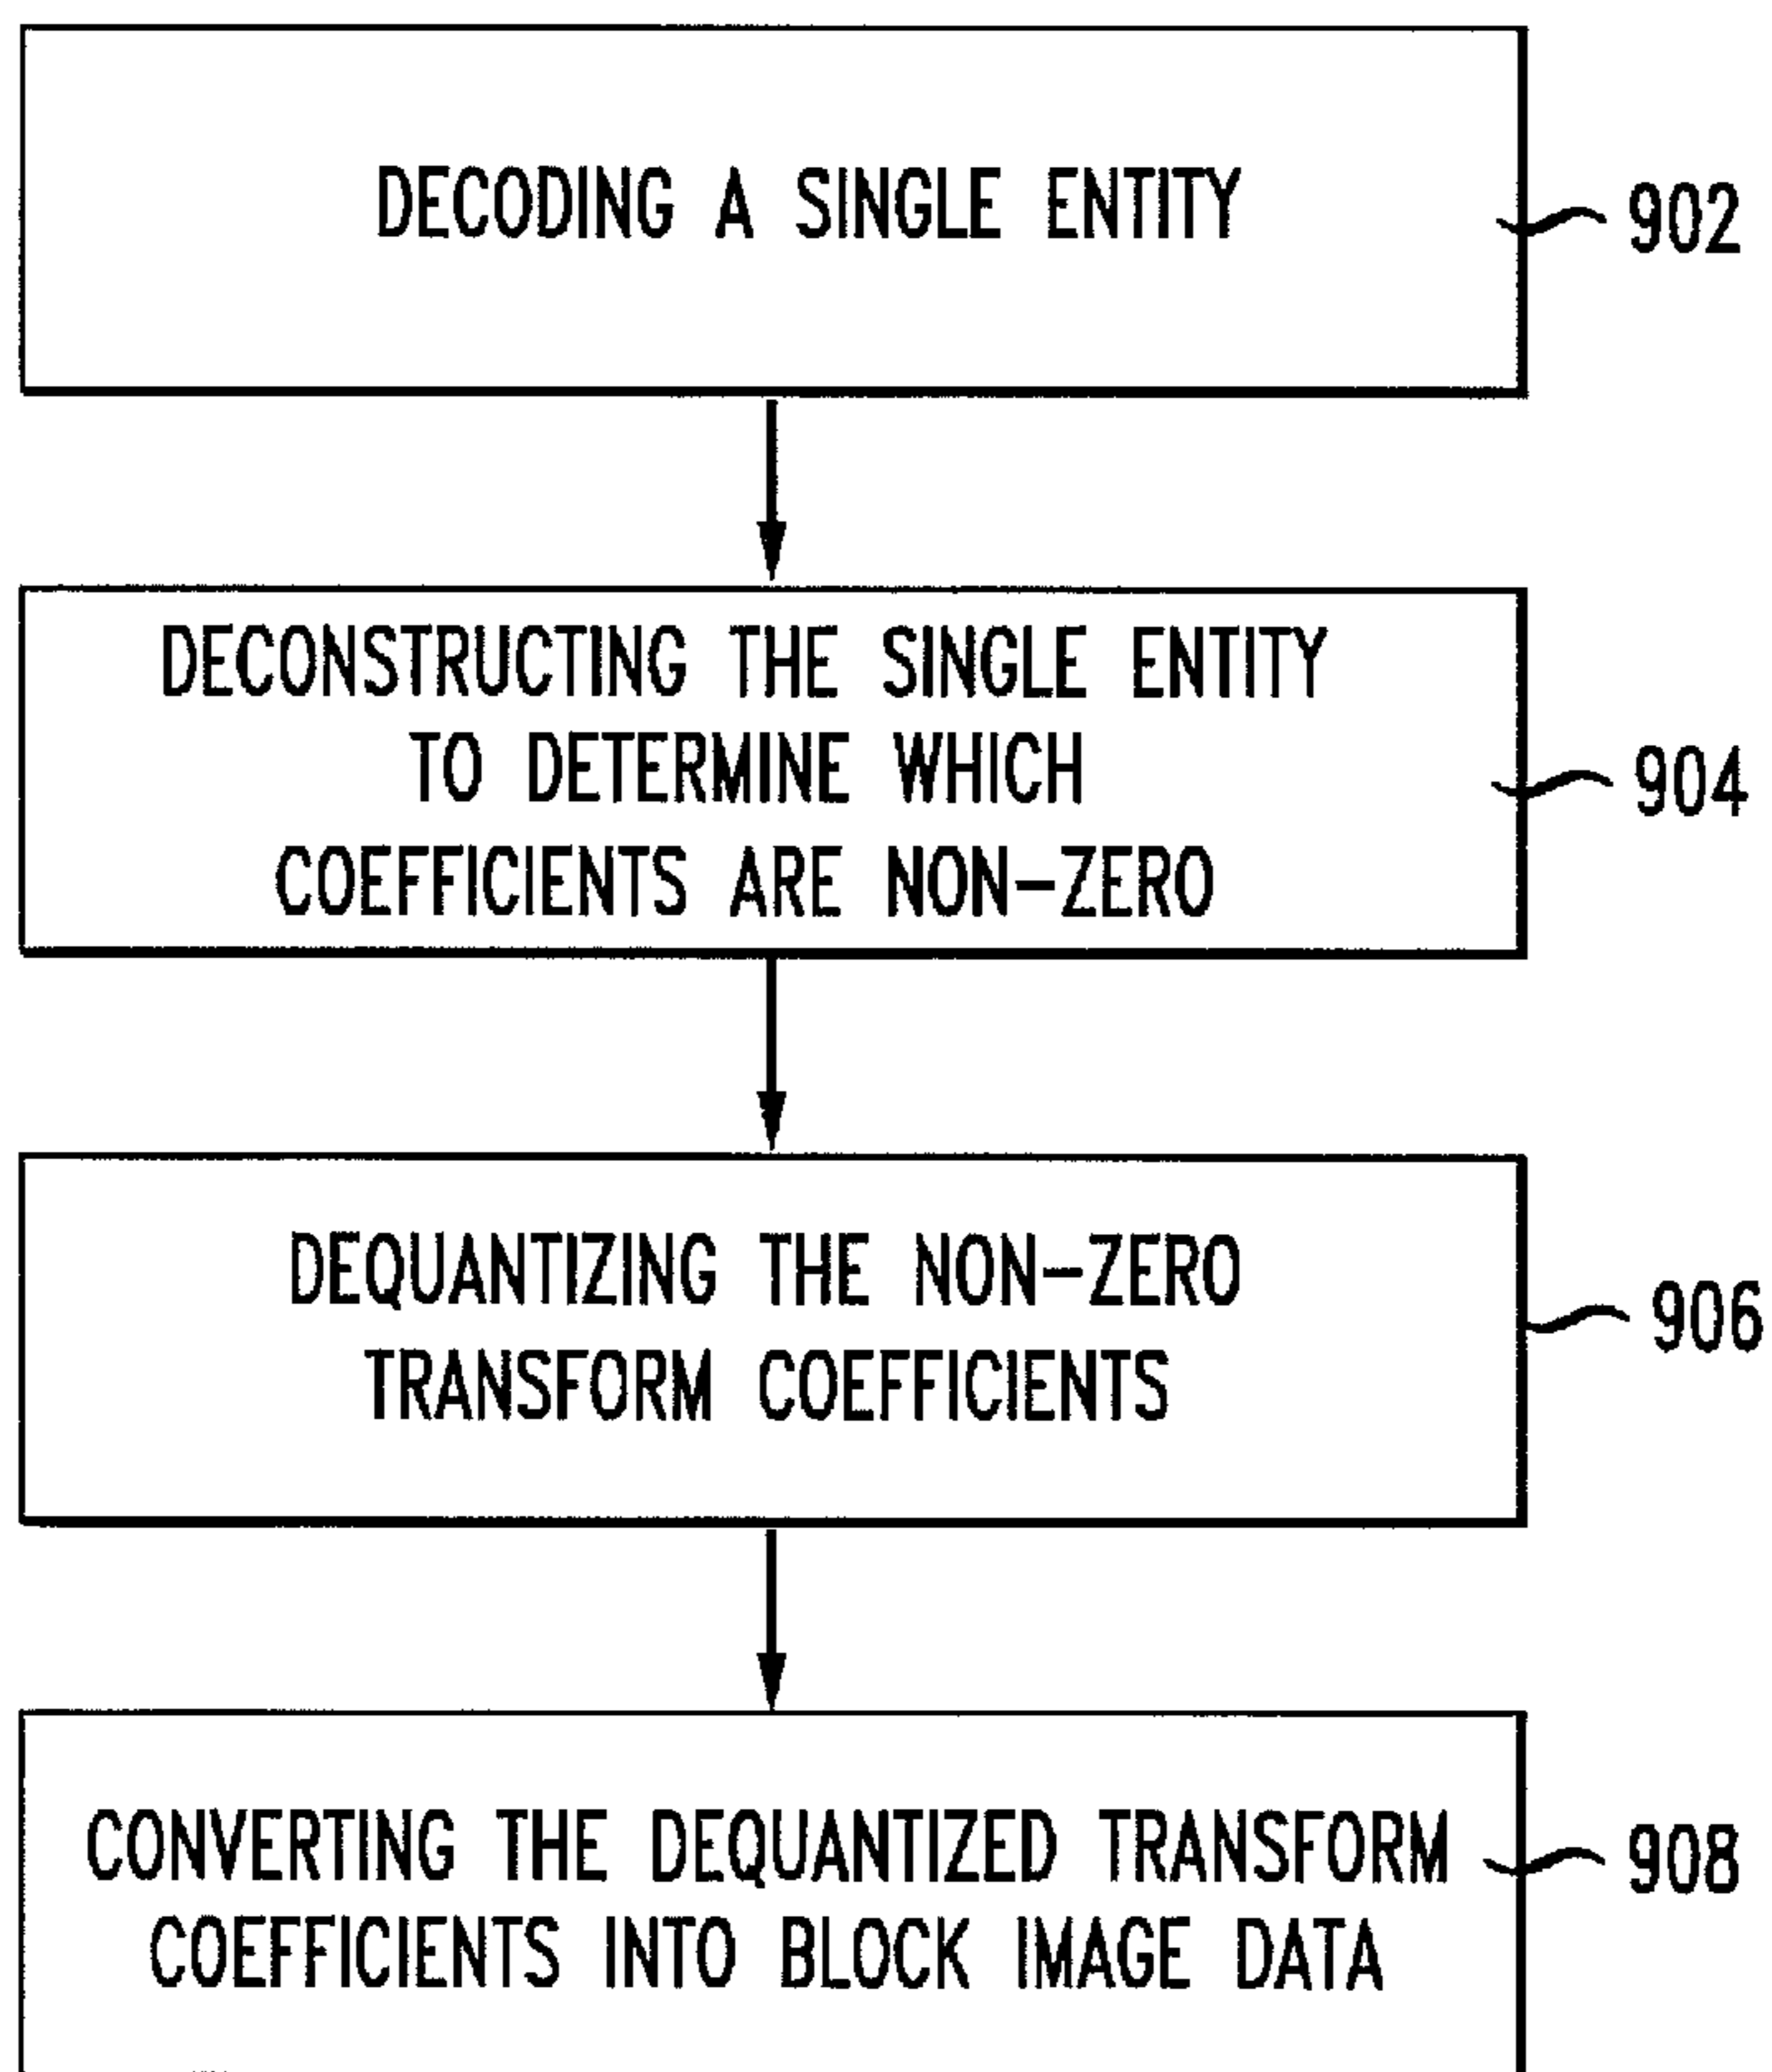 DECODING A SINGLE ENTITY
902
DECONSTRUCTING THE SINGLE ENTITY
TO DETERMINE WHICH
COEFFICIENTS ARE NON-ZERO
904
DEQUANTIZING THE NON-ZERO
TRANSFORM COEFFICIENTS
906
CONVERTING THE DEQUANTIZED TRANSFORM
COEFFICIENTS INTO BLOCK IMAGE DATA
908